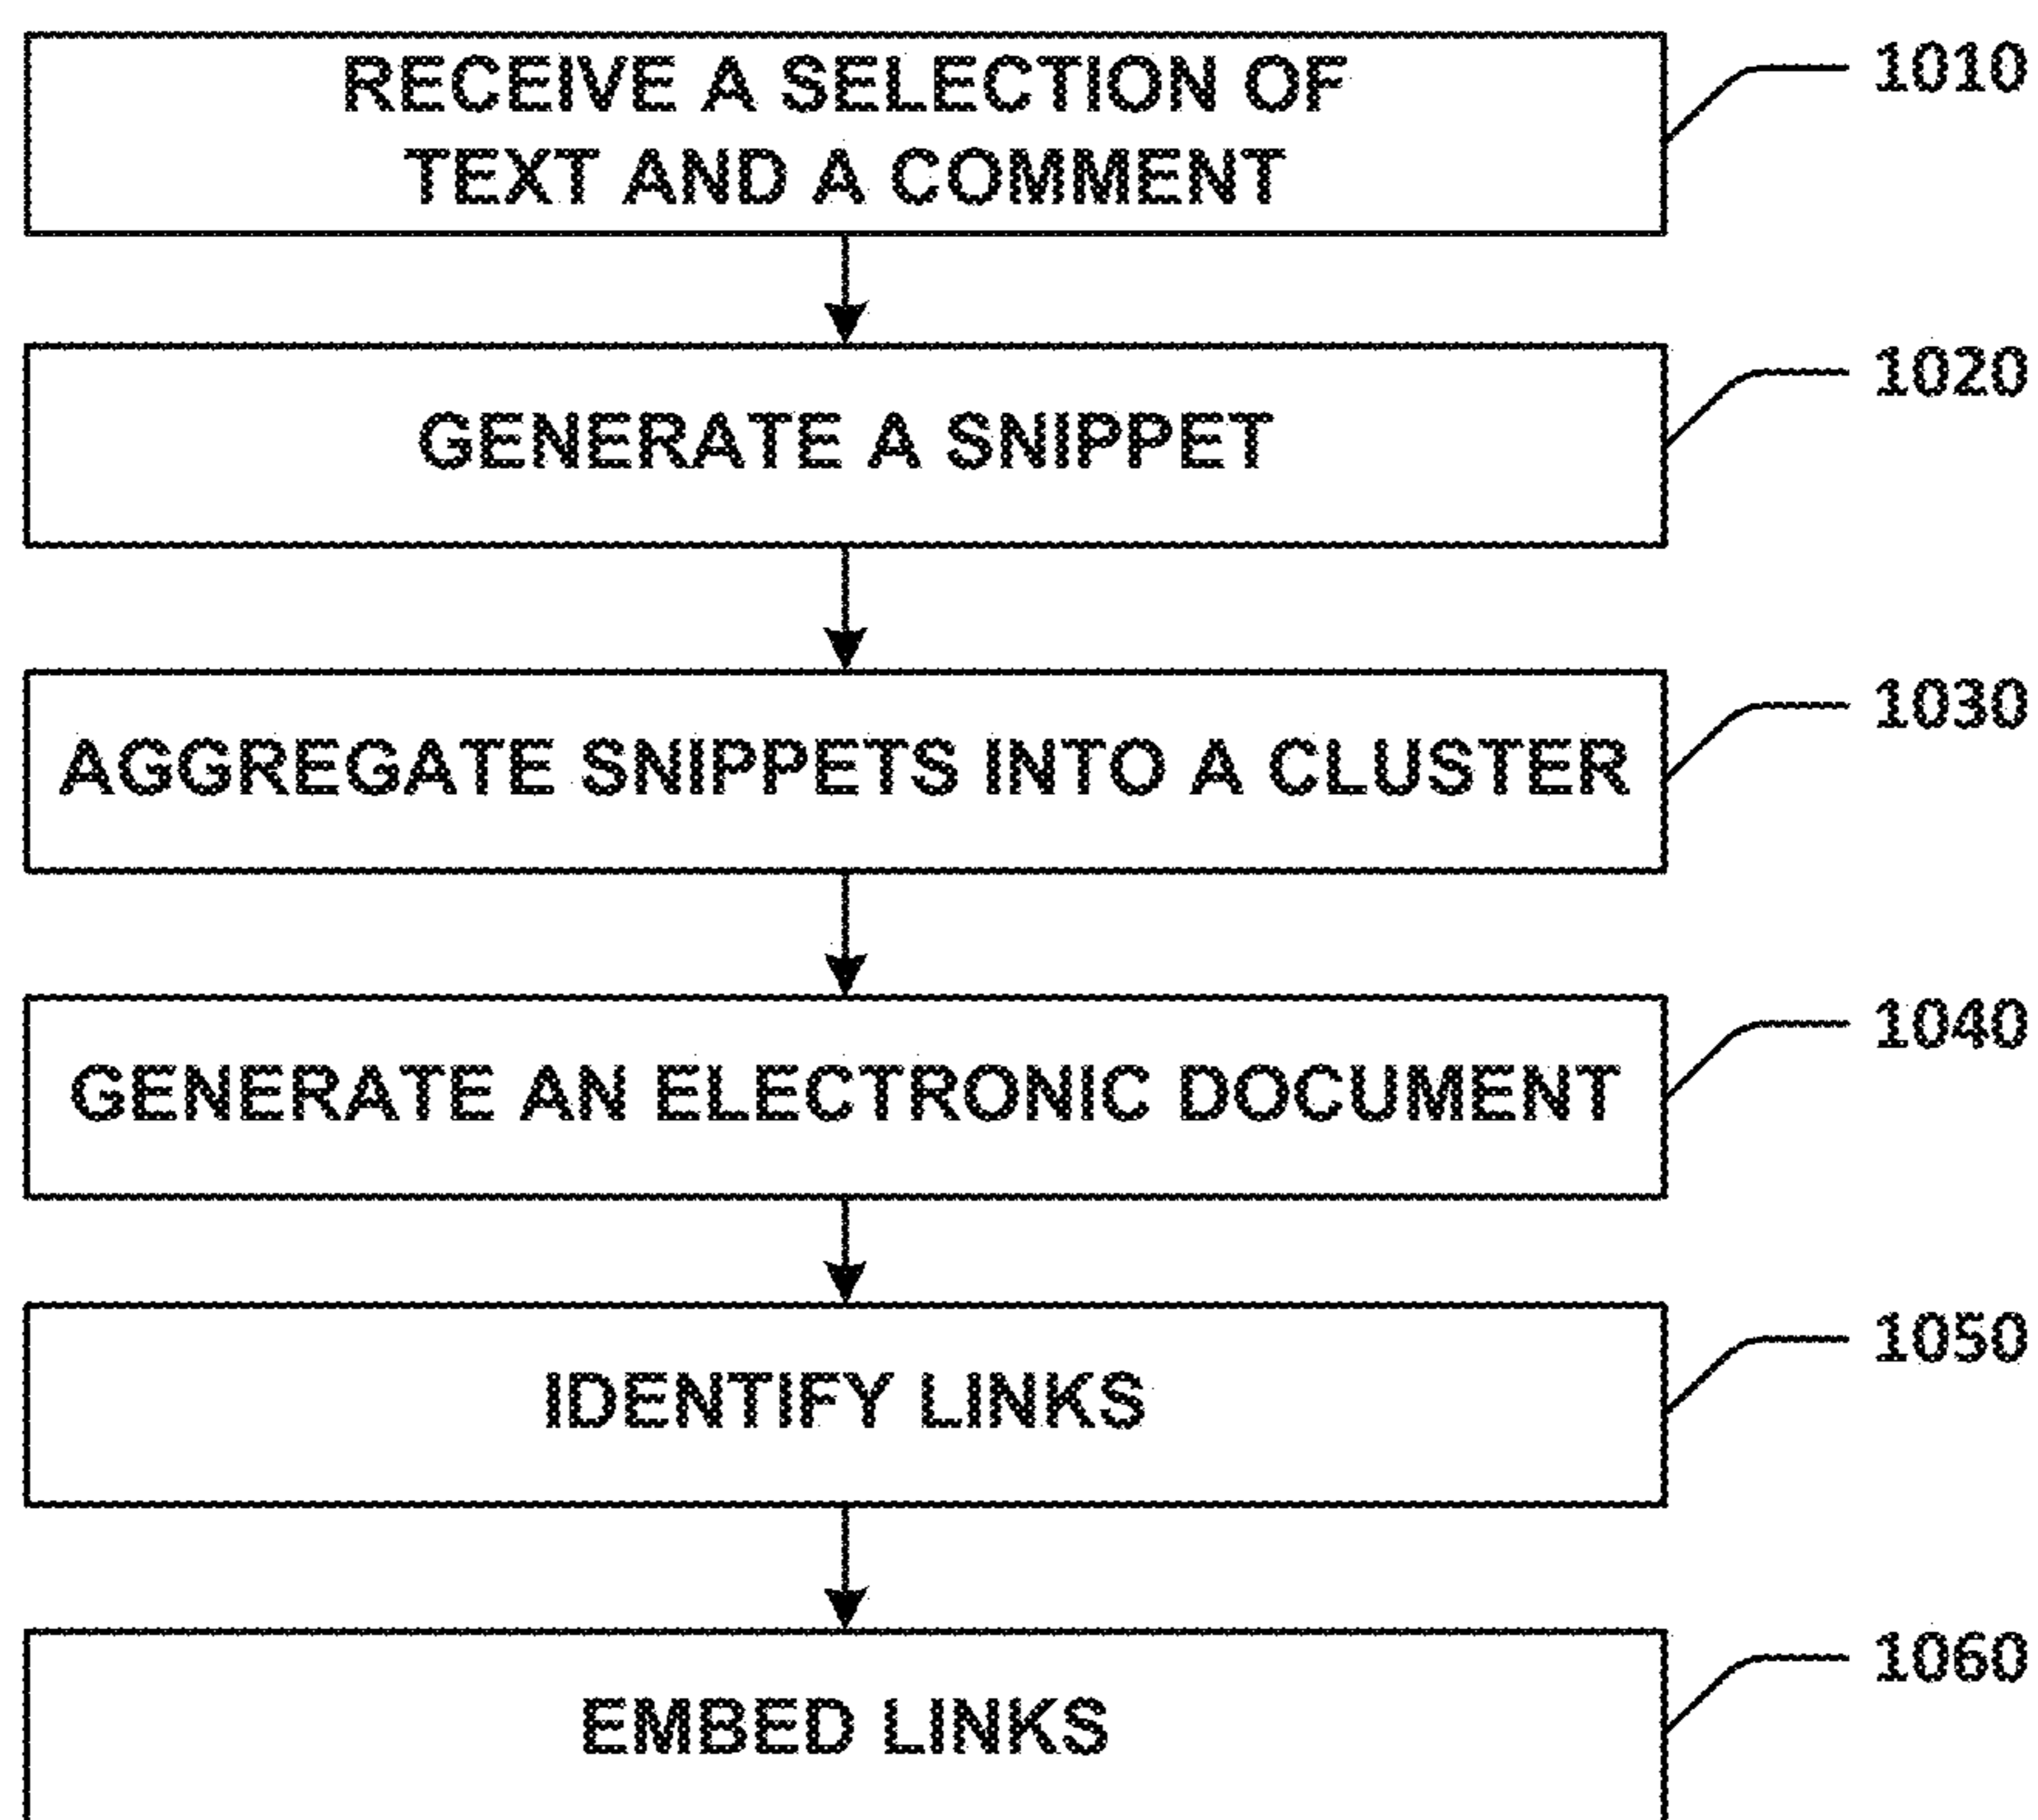 RECEIVE A SELECTION OF
TEXT AND A COMMENT
1010
GENERATE A SNIPPET
1020
AGGREGATE SNIPPETS INTO A CLUSTER
1030
GENERATE AN ELECTRONIC DOCUMENT
1040
IDENTIFY LINKS
1050
EMBED LINKS
1060